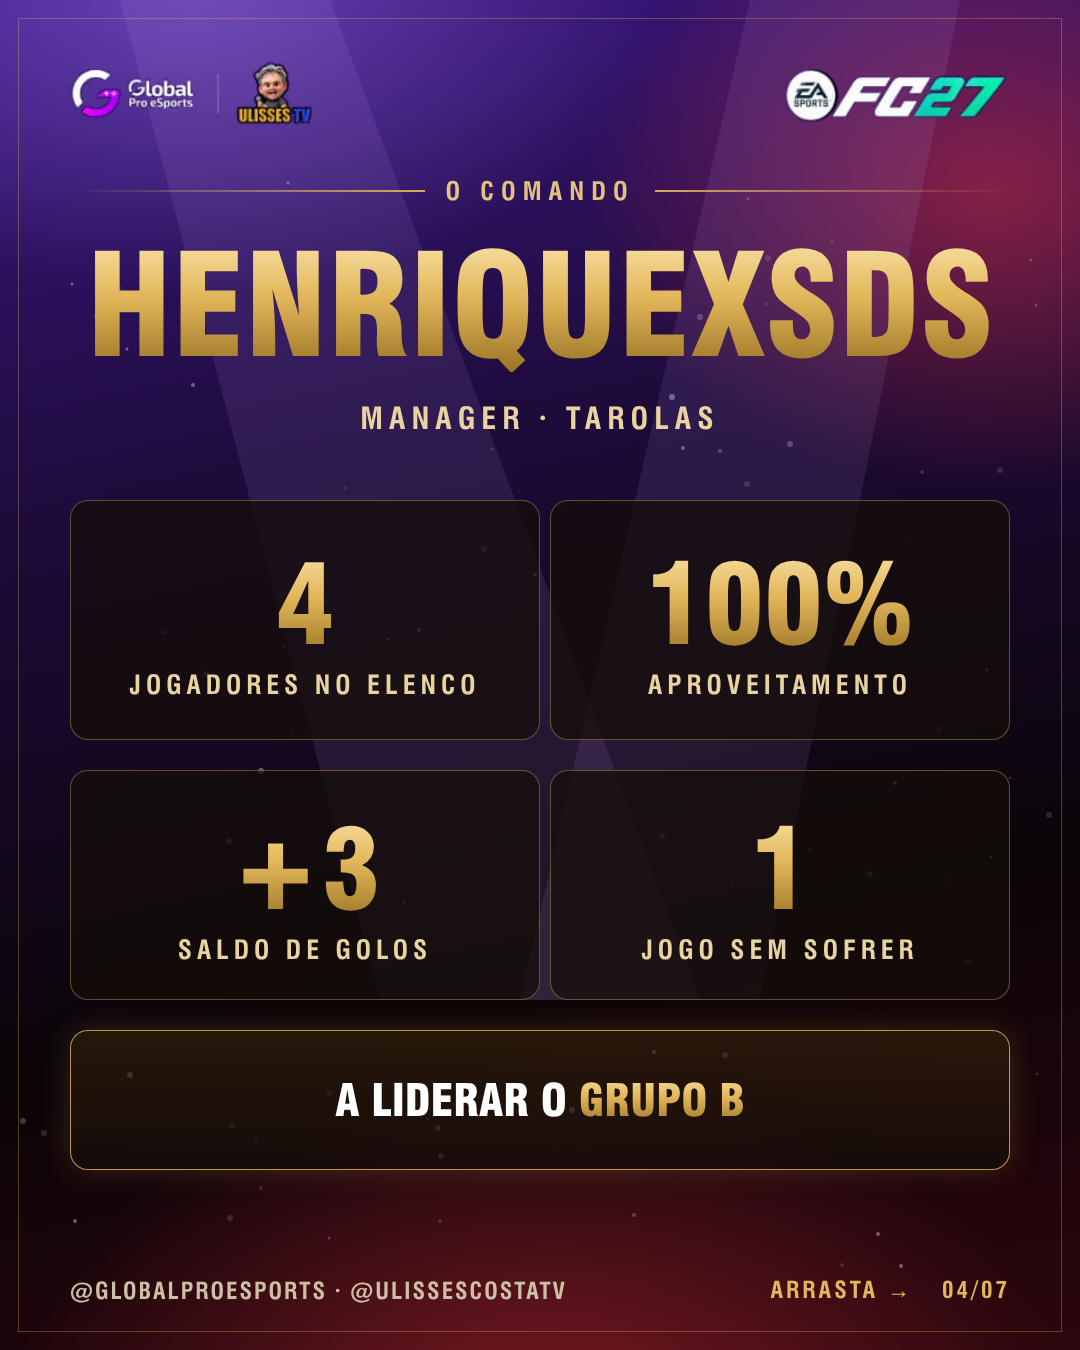 Global
Pro eSports
ULISSES TV
EA SPORTS FC27
O COMANDO
HENRIQUEXSDS
MANAGER · TAROLAS
4
JOGADORES NO ELENCO
100%
APROVEITAMENTO
+3
SALDO DE GOLOS
1
JOGO SEM SOFRER
A LIDERAR O GRUPO B
@GLOBALPROESPORTS · @ULISSESCOSTATV
ARRASTA → 04/07